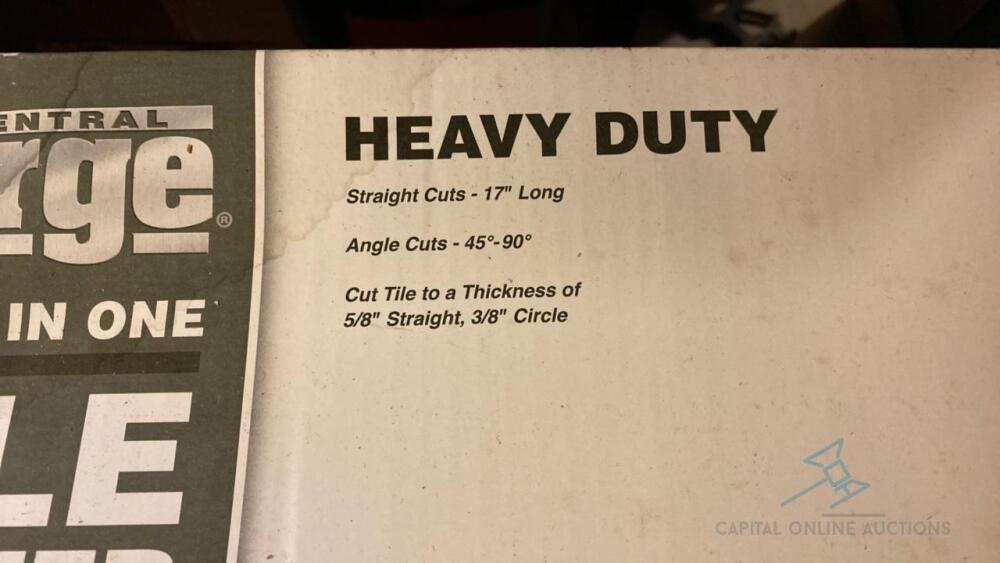 ENTRAL
rge®
IN ONE
LE
HEAVY DUTY
Straight Cuts - 17" Long
Angle Cuts - 45°-90°
Cut Tile to a Thickness of
5/8" Straight, 3/8" Circle
CAPITAL ONLINE AUCTIONS